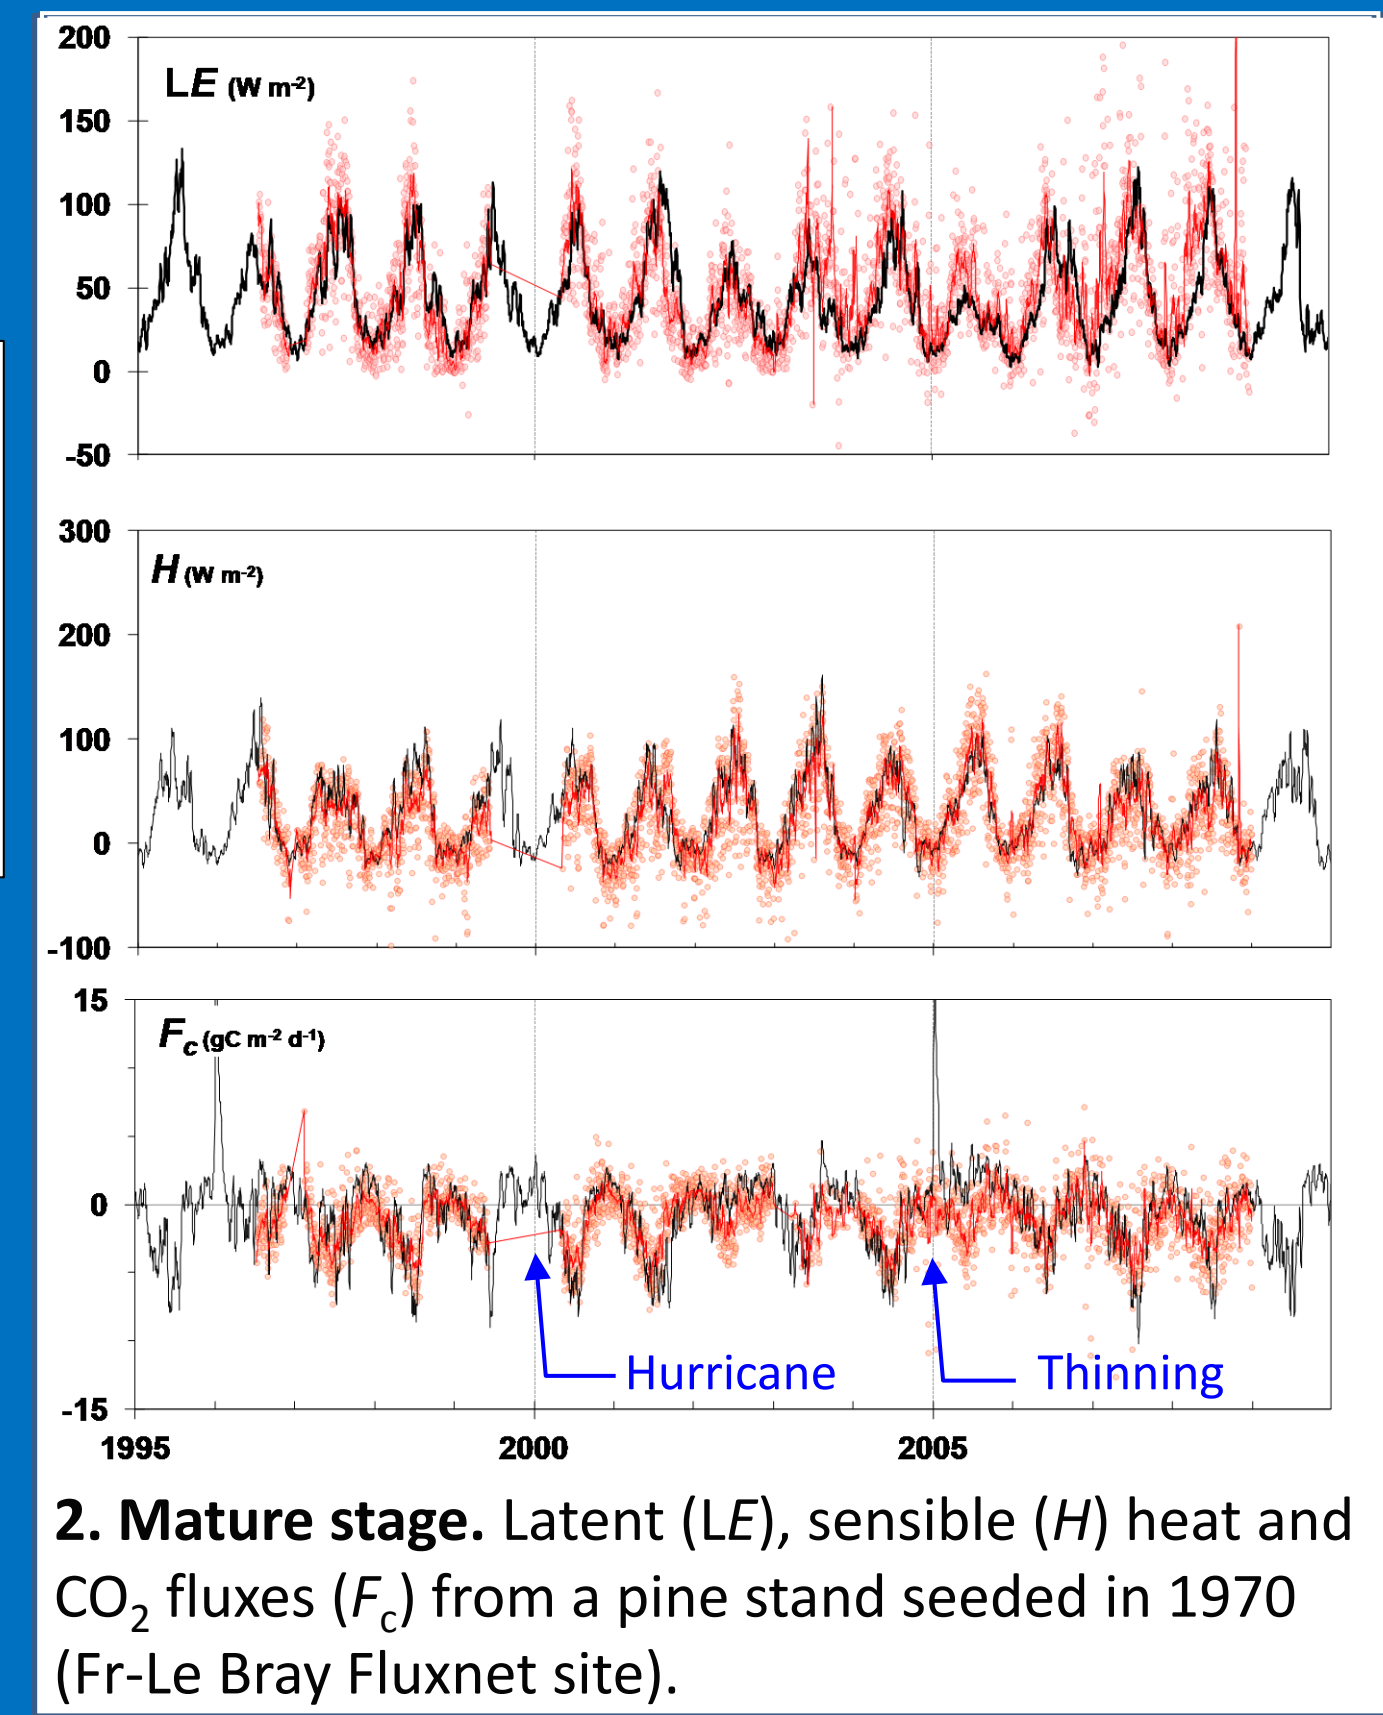 200
LE (W m-2)
150
100
50
0
-50
300
H (W m-2)
200
100
0
-100
15
Fc (gC m-2 d-1)
0
Hurricane
Thinning
-15
1995 2000 2005
2. Mature stage. Latent (LE), sensible (H) heat and
CO2 fluxes (Fc) from a pine stand seeded in 1970
(Fr-Le Bray Fluxnet site).